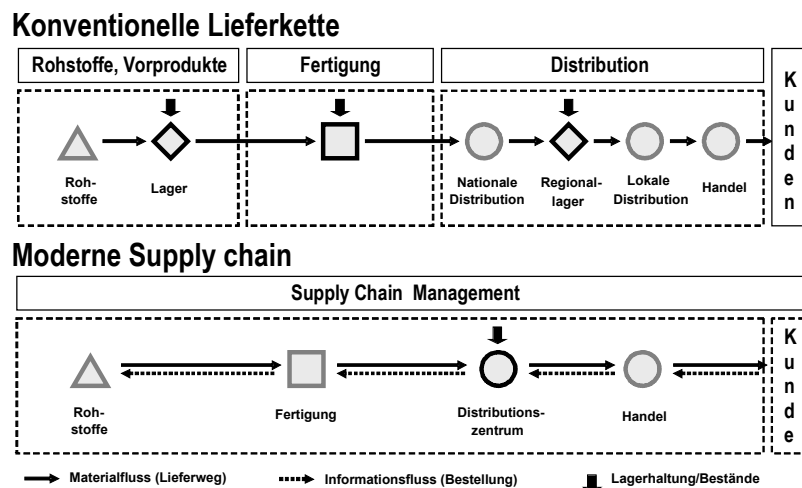 Konventionelle Lieferkette
Rohstoffe, Vorprodukte
Fertigung
Distribution
K
u
n
d
e
n
Roh-
stoffe
Lager
Nationale
Distribution
Regional-
lager
Lokale
Distribution
Handel
Moderne Supply chain
Supply Chain Management
K
u
n
d
e
Roh-
stoffe
Fertigung
Distributions-
zentrum
Handel
Materialfluss (Lieferweg)
Informationsfluss (Bestellung)
Lagerhaltung/Bestände